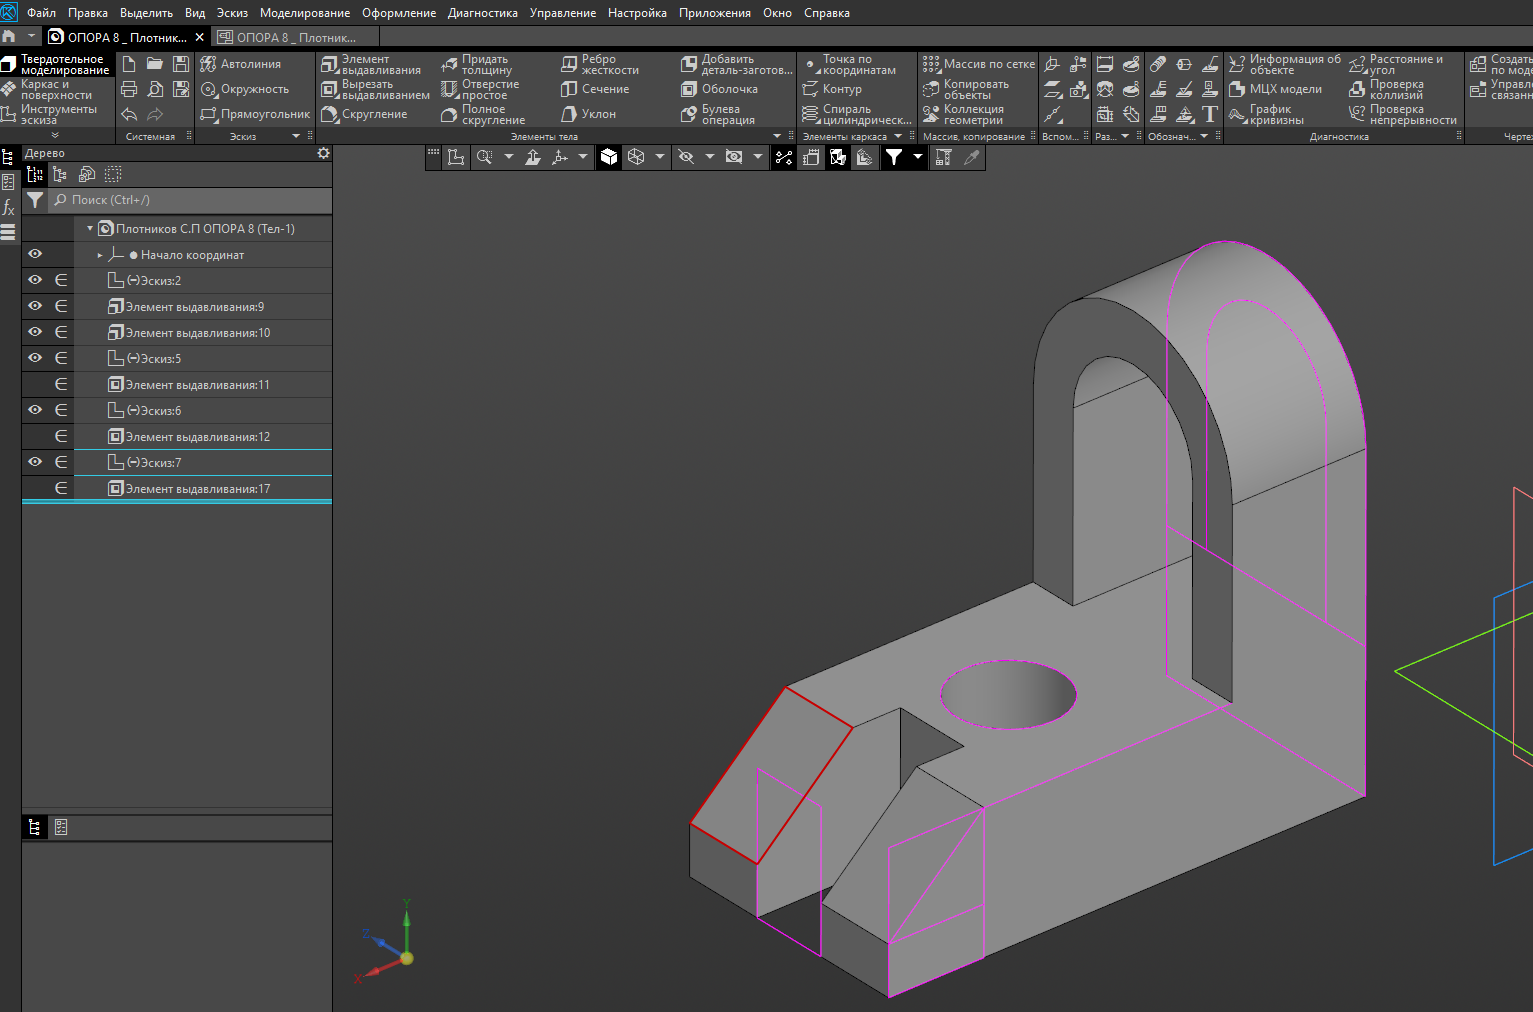 Файл Правка Выделить Вид Эскиз Моделирование Оформление Диагностика Управление Настройка Приложения Окно Справка
ОПОРА 8 _ Плотник... ОПОРА 8 _ Плотник...
Твердотельное моделирование
Каркас и поверхности
Инструменты эскиза
Системная
Автолиния
Окружность
Прямоугольник
Эскиз
Элемент выдавливания
Вырезать выдавливанием
Скругление
Придать толщину
Отверстие простое
Полное скругление
Ребро жесткости
Сечение
Уклон
Добавить деталь-заготов...
Оболочка
Булева операция
Элементы тела
Точка по координатам
Контур
Спираль цилиндрическ...
Элементы каркаса
Массив по сетке
Копировать объекты
Коллекция геометрии
Массив, копирование
Вспом...
Раз...
Обознач...
Информация об объекте
МЦХ модели
График кривизны
Расстояние и угол
Проверка коллизий
Проверка непрерывности
Диагностика
Создать по моде
Управле связанн
Черте
Дерево
Поиск (Ctrl+/)
Плотников С.П ОПОРА 8 (Тел-1)
Начало координат
(-)Эскиз:2
Элемент выдавливания:9
Элемент выдавливания:10
(-)Эскиз:5
Элемент выдавливания:11
(-)Эскиз:6
Элемент выдавливания:12
(-)Эскиз:7
Элемент выдавливания:17
Y
Z
X